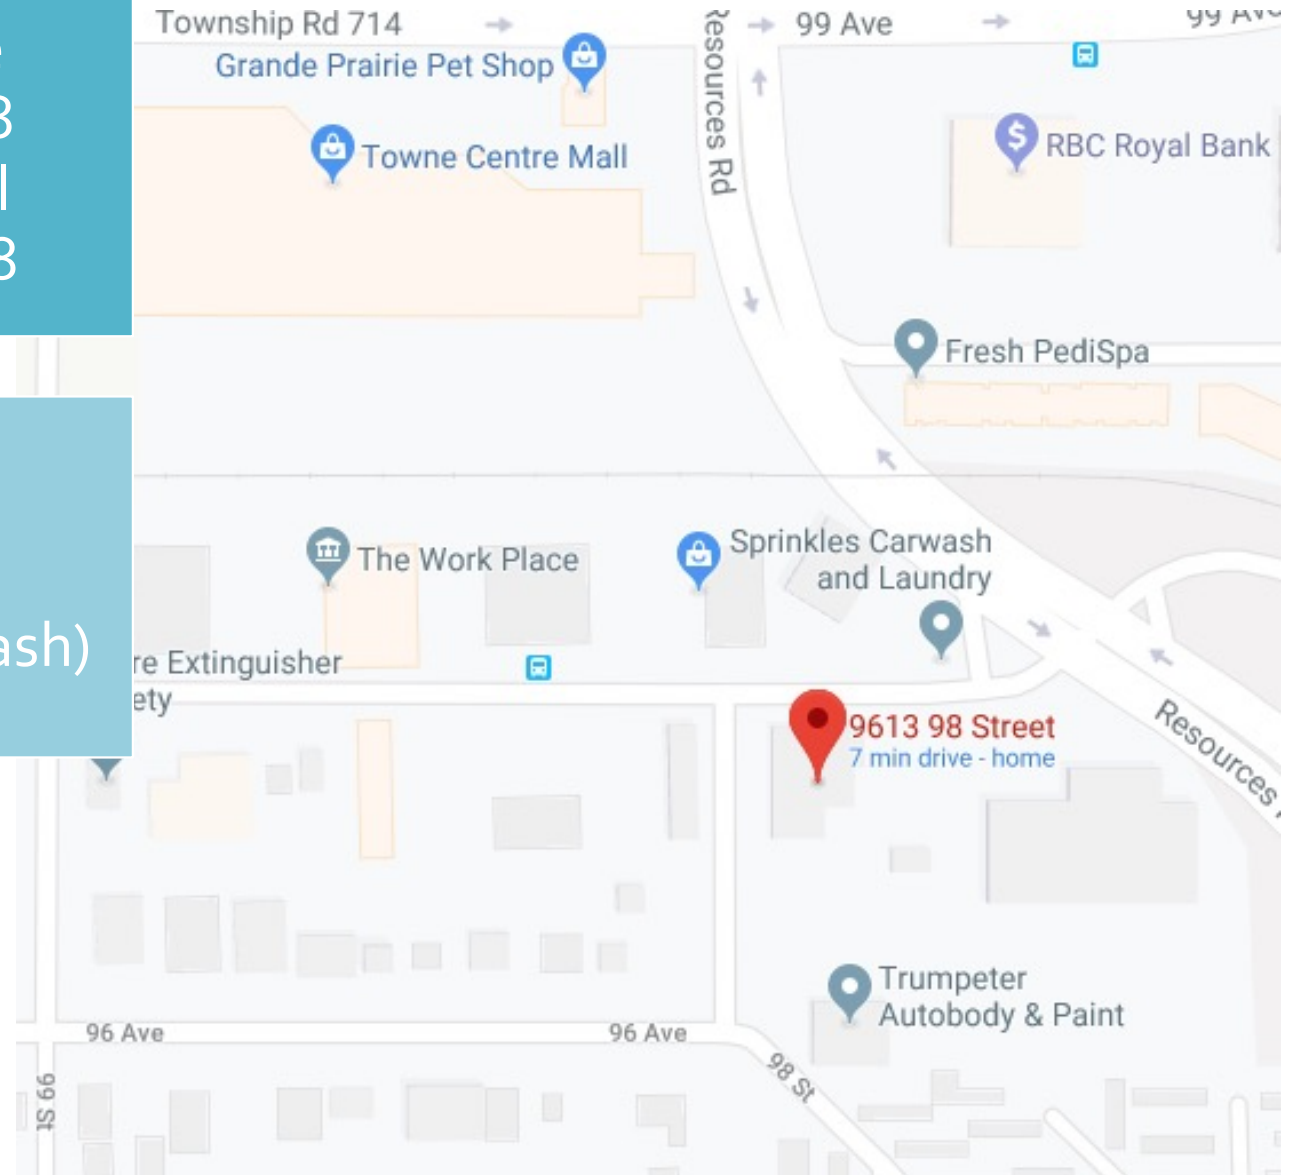 Township Rd 714
99 Ave
Resources Rd
Grande Prairie Pet Shop
Towne Centre Mall
RBC Royal Bank
8
8
Fresh PediSpa
The Work Place
Sprinkles Carwash
and Laundry
ash)
re Extinguisher
ety
9613 98 Street
7 min drive - home
Resources
Trumpeter
Autobody & Paint
96 Ave
96 Ave
98 St
99 St